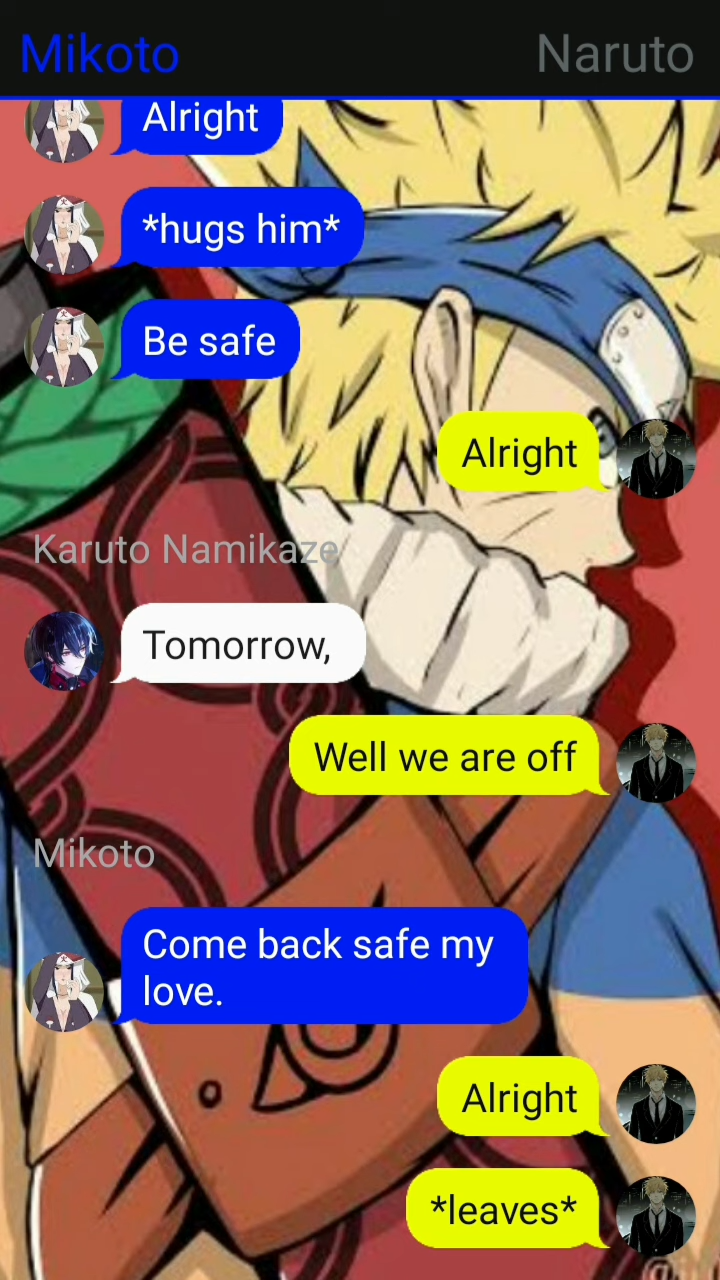 Mikoto
Naruto
Alright
*hugs him*
Be safe
Alright
Karuto Namikaze
Tomorrow,
Well we are off
Mikoto
Come back safe my
love.
Alright
*leaves*